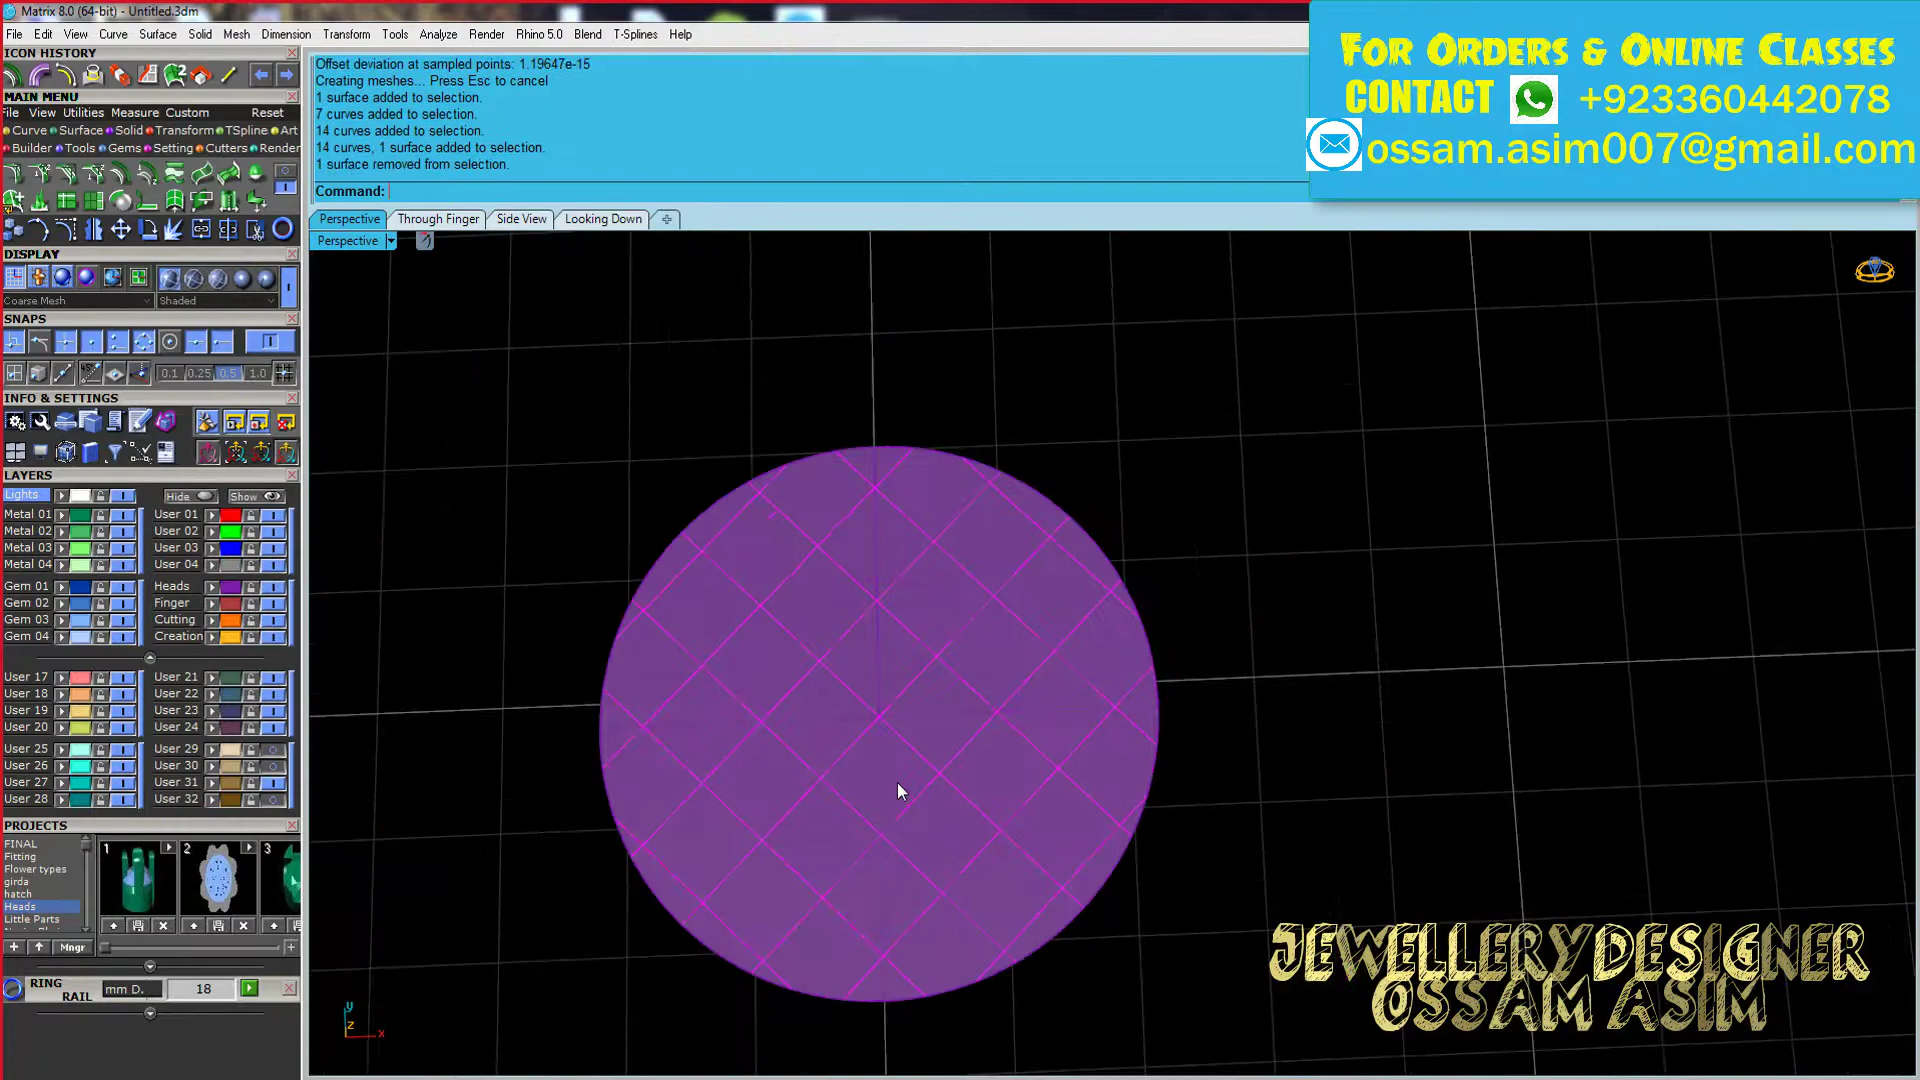 Matrix 8.0 (64-bit) - Untitled.3dm
File Edit View Curve Surface Solid Mesh Dimension Transform Tools Analyze Render Rhino 5.0 Blend T-Splines Help
ICON HISTORY
MAIN MENU
File View Utilities Measure Custom Reset
Curve Surface Solid Transform TSpline Art
Builder Tools Gems Setting Cutters Render
DISPLAY
Coarse Mesh Shaded
SNAPS
0.1 0.25 0.5 1.0
INFO & SETTINGS
LAYERS
Lights Hide Show
Metal 01 User 01
Metal 02 User 02
Metal 03 User 03
Metal 04 User 04
Gem 01 Heads
Gem 02 Finger
Gem 03 Cutting
Gem 04 Creation
User 17 User 21
User 18 User 22
User 19 User 23
User 20 User 24
User 25 User 29
User 26 User 30
User 27 User 31
User 28 User 32
PROJECTS
FINAL
Fitting
Flower types
girda
hatch
Heads
Little Parts
1 2 3
Mngr
RING RAIL mm D. 18
Offset deviation at sampled points: 1.19647e-15
Creating meshes... Press Esc to cancel
1 surface added to selection.
7 curves added to selection.
14 curves added to selection.
14 curves, 1 surface added to selection.
1 surface removed from selection.
Command:
Perspective Through Finger Side View Looking Down
Perspective
y
z
x
FOR ORDERS & ONLINE CLASSES
CONTACT +923360442078
ossam.asim007@gmail.com
JEWELLERY DESIGNER
OSSAM ASIM